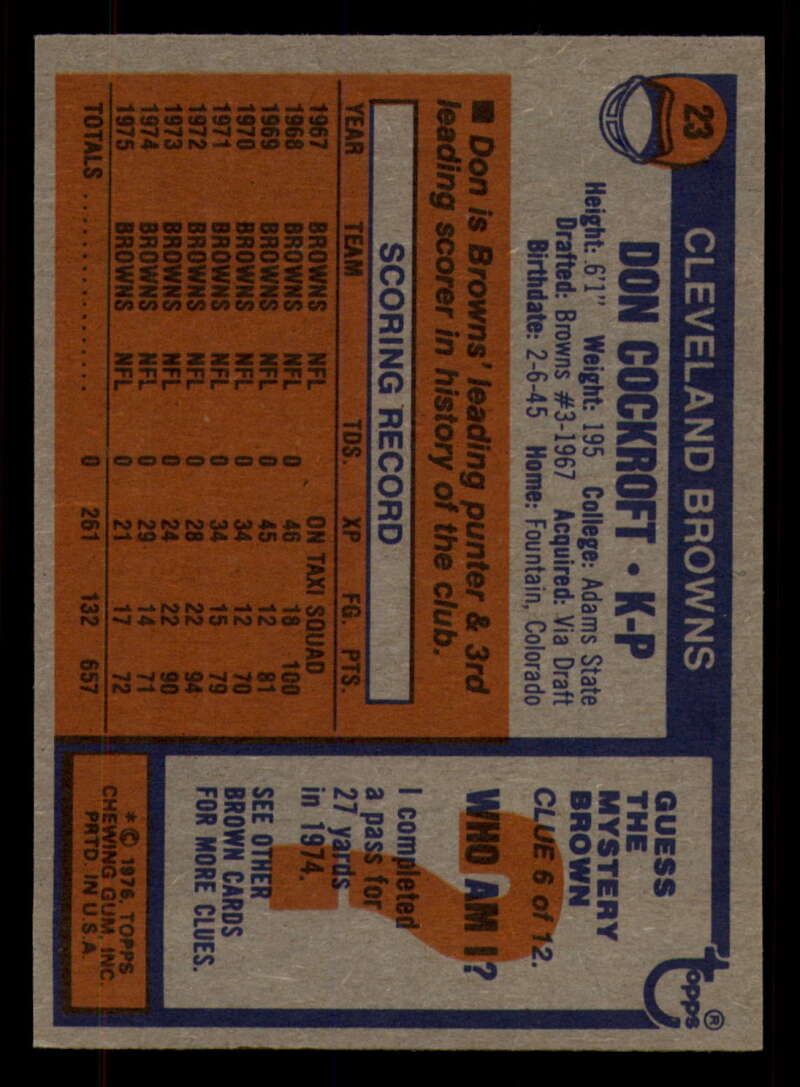 23
CLEVELAND BROWNS
DON COCKROFT • K-P
Height: 6'1" Weight: 195 College: Adams State
Drafted: Browns #3-1967 Acquired: Via Draft
Birthdate: 2-6-45 Home: Fountain, Colorado
■ Don is Browns' leading punter & 3rd
leading scorer in history of the club.
SCORING RECORD
YEAR TEAM TDS. XP FG. PTS.
1967 BROWNS NFL ON TAXI SQUAD
1968 BROWNS NFL 0 46 18 100
1969 BROWNS NFL 0 45 12 81
1970 BROWNS NFL 0 34 12 70
1971 BROWNS NFL 0 34 15 79
1972 BROWNS NFL 0 28 22 94
1973 BROWNS NFL 0 24 22 90
1974 BROWNS NFL 0 29 14 71
1975 BROWNS NFL 0 21 17 72
TOTALS .................... 0 261 132 657
topps®
GUESS
THE
MYSTERY
BROWN
CLUE 6 of 12.
WHO AM I?
?
I completed
a pass for
27 yards
in 1974.
SEE OTHER
BROWN CARDS
FOR MORE CLUES.
* © 1976, TOPPS
CHEWING GUM, INC.
PRTD. IN U.S.A.